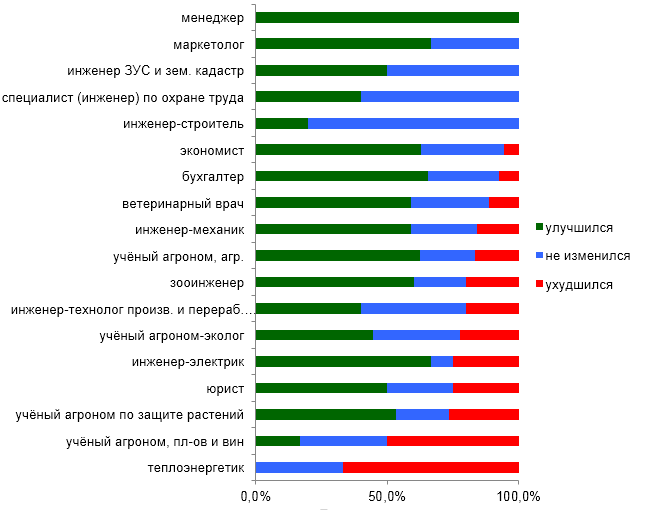 менеджер
маркетолог
инженер ЗУС и зем. кадастр
специалист (инженер) по охране труда
инженер-строитель
экономист
бухгалтер
ветеринарный врач
инженер-механик
учёный агроном, агр.
зооинженер
инженер-технолог произв. и перераб.…
учёный агроном-эколог
инженер-электрик
юрист
учёный агроном по защите растений
учёный агроном, пл-ов и вин
теплоэнергетик
0,0% 50,0% 100,0%
улучшился
не изменился
ухудшился